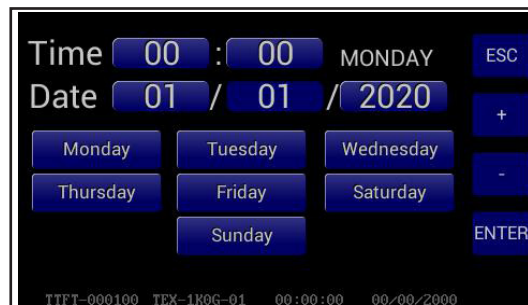 Time 00 : 00 MONDAY ESC
Date 01 / 01 / 2020 +
Monday Tuesday Wednesday
Thursday Friday Saturday -
Sunday ENTER
TTFT-000100 TEX-1K0G-01 00:00:00 00/00/2000